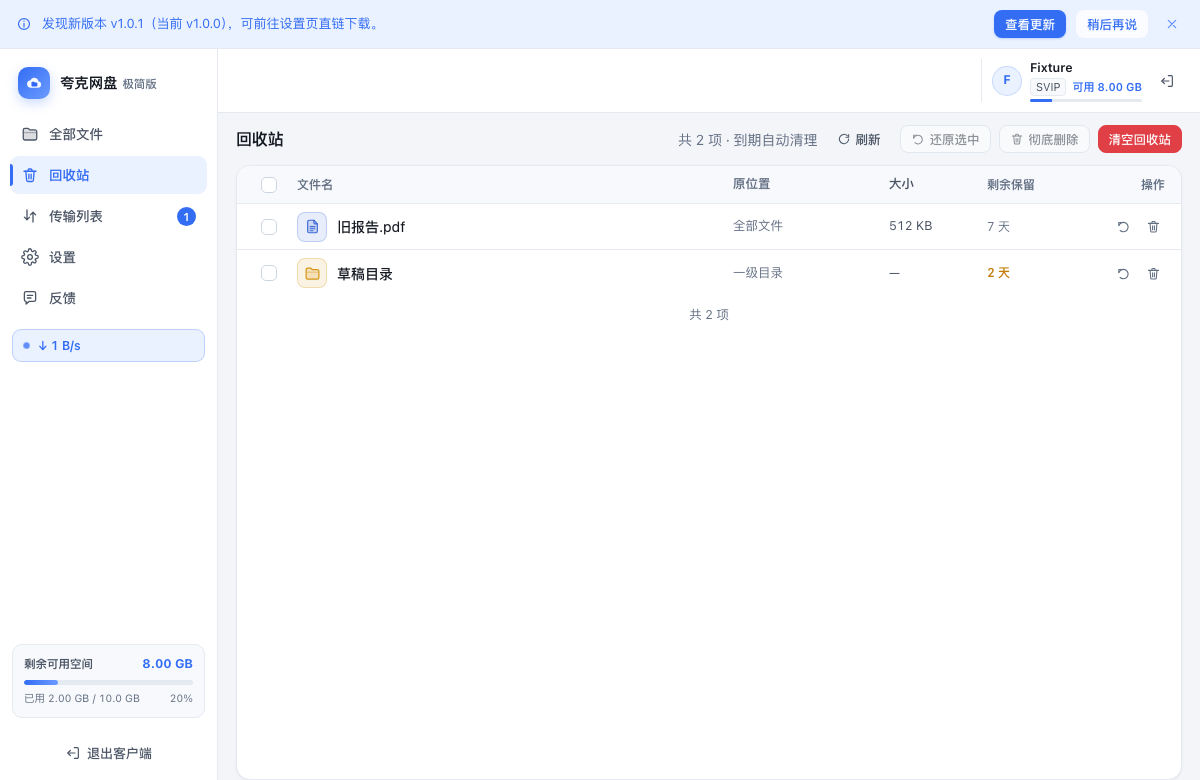 发现新版本 v1.0.1（当前 v1.0.0），可前往设置页直链下载。
查看更新
稍后再说
夸克网盘 极简版
Fixture
F
SVIP 可用 8.00 GB
全部文件
回收站
传输列表 1
设置
反馈
↓ 1 B/s
剩余可用空间 8.00 GB
已用 2.00 GB / 10.0 GB 20%
退出客户端
回收站
共 2 项 · 到期自动清理
刷新
还原选中
彻底删除
清空回收站
文件名 原位置 大小 剩余保留 操作
旧报告.pdf 全部文件 512 KB 7 天
草稿目录 一级目录 — 2 天
共 2 项